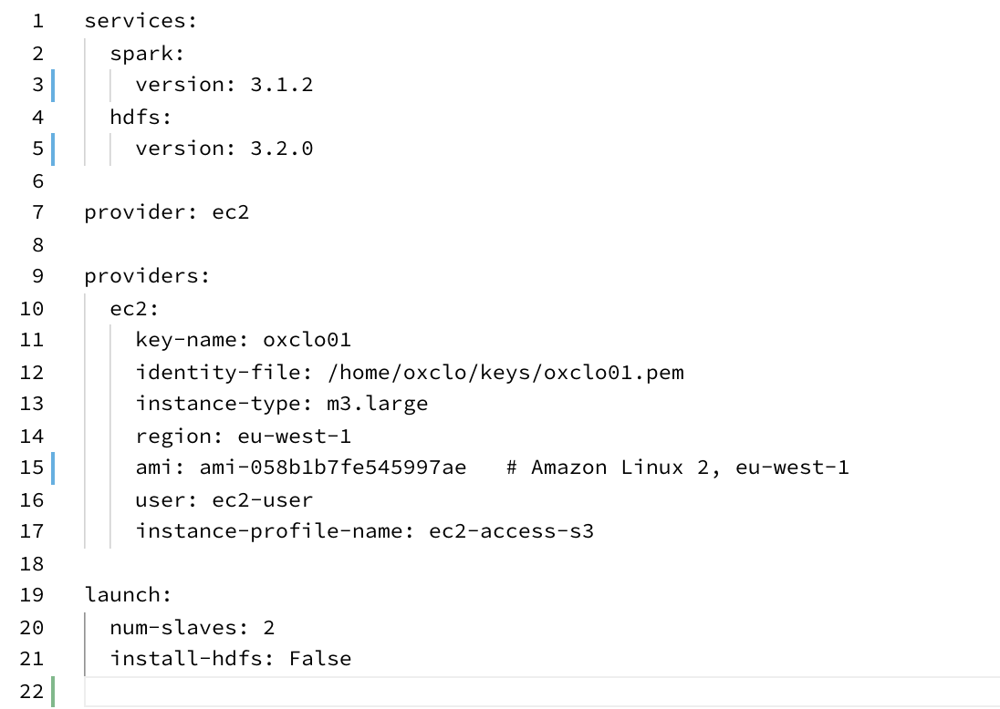 1 services:
2   spark:
3     version: 3.1.2
4   hdfs:
5     version: 3.2.0
6
7 provider: ec2
8
9 providers:
10   ec2:
11     key-name: oxclo01
12     identity-file: /home/oxclo/keys/oxclo01.pem
13     instance-type: m3.large
14     region: eu-west-1
15     ami: ami-058b1b7fe545997ae   # Amazon Linux 2, eu-west-1
16     user: ec2-user
17     instance-profile-name: ec2-access-s3
18
19 launch:
20   num-slaves: 2
21   install-hdfs: False
22